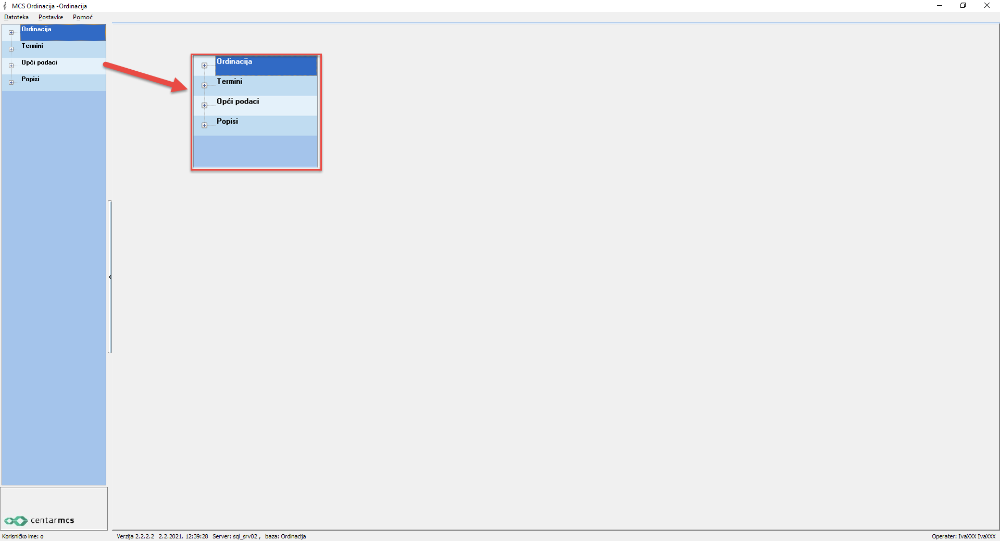 MCS Ordinacija -Ordinacija
Datoteka Postavke Pomoć
Ordinacija
Termini
Opći podaci
Popisi
Ordinacija
Termini
Opći podaci
Popisi
centarmcs
Korisničko ime: o
Verzija 2.2.2.2 2.2.2021. 12:39:28 Server: sql_srv02 , baza: Ordinacija
Operater: IvaXXX IvaXXX